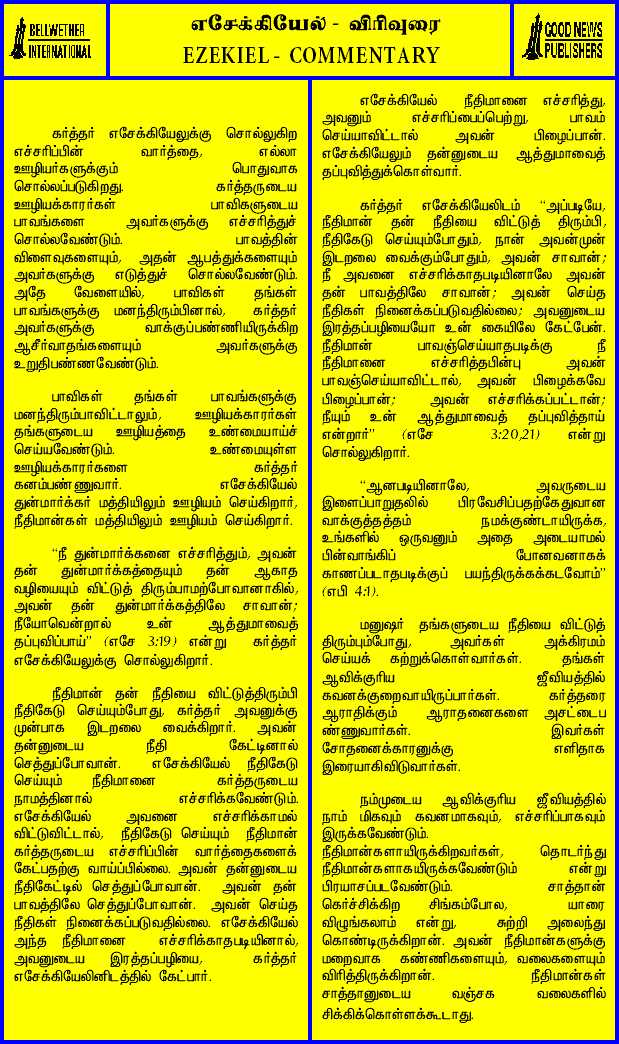 BELLWETHER
INTERNATIONAL
எசேக்கியேல் - விரிவுரை
EZEKIEL - COMMENTARY
GOOD NEWS
PUBLISHERS
கர்த்தர் எசேக்கியேலுக்கு சொல்லுகிற
எச்சரிப்பின் வார்த்தை, எல்லா
ஊழியர்களுக்கும் பொதுவாக
சொல்லப்படுகிறது. கர்த்தருடைய
ஊழியக்காரர்கள் பாவிகளுடைய
பாவங்களை அவர்களுக்கு எச்சரித்துச்
சொல்லவேண்டும். பாவத்தின்
விளைவுகளையும், அதன் ஆபத்துக்களையும்
அவர்களுக்கு எடுத்துச் சொல்லவேண்டும்.
அதே வேளையில், பாவிகள் தங்கள்
பாவங்களுக்கு மனந்திரும்பினால், கர்த்தர்
அவர்களுக்கு வாக்குப்பண்ணியிருக்கிற
ஆசீர்வாதங்களையும் அவர்களுக்கு
உறுதிபண்ணவேண்டும்.
பாவிகள் தங்கள் பாவங்களுக்கு
மனந்திரும்பாவிட்டாலும், ஊழியக்காரர்கள்
தங்களுடைய ஊழியத்தை உண்மையாய்ச்
செய்யவேண்டும். உண்மையுள்ள
ஊழியக்காரர்களை கர்த்தர்
கனம்பண்ணுவார். எசேக்கியேல்
துன்மார்க்கர் மத்தியிலும் ஊழியம் செய்கிறார்,
நீதிமான்கள் மத்தியிலும் ஊழியம் செய்கிறார்.
“நீ துன்மார்க்கனை எச்சரித்தும், அவன்
தன் துன்மார்க்கத்தையும் தன் ஆகாத
வழியையும் விட்டுத் திரும்பாமற்போவானாகில்,
அவன் தன் துன்மார்க்கத்திலே சாவான்;
நீயோவென்றால் உன் ஆத்துமாவைத்
தப்புவிப்பாய்” (எசே 3:19) என்று கர்த்தர்
எசேக்கியேலுக்கு சொல்லுகிறார்.
நீதிமான் தன் நீதியை விட்டுத்திரும்பி
நீதிகேடு செய்யும்போது, கர்த்தர் அவனுக்கு
முன்பாக இடறலை வைக்கிறார். அவன்
தன்னுடைய நீதி கேட்டினால்
செத்துப்போவான். எசேக்கியேல் நீதிகேடு
செய்யும் நீதிமானை கர்த்தருடைய
நாமத்தினால் எச்சரிக்கவேண்டும்.
எசேக்கியேல் அவனை எச்சரிக்காமல்
விட்டுவிட்டால், நீதிகேடு செய்யும் நீதிமான்
கர்த்தருடைய எச்சரிப்பின் வார்த்தைகளைக்
கேட்பதற்கு வாய்ப்பில்லை. அவன் தன்னுடைய
நீதிகேட்டில் செத்துப்போவான். அவன் தன்
பாவத்திலே செத்துப்போவான். அவன் செய்த
நீதிகள் நினைக்கப்படுவதில்லை. எசேக்கியேல்
அந்த நீதிமானை எச்சரிக்காதபடியினால்,
அவனுடைய இரத்தப்பழியை, கர்த்தர்
எசேக்கியேலினிடத்தில் கேட்பார்.
எசேக்கியேல் நீதிமானை எச்சரித்து,
அவனும் எச்சரிப்பைப்பெற்று, பாவம்
செய்யாவிட்டால் அவன் பிழைப்பான்.
எசேக்கியேலும் தன்னுடைய ஆத்துமாவைத்
தப்புவித்துக்கொள்வார்.
கர்த்தர் எசேக்கியேலிடம் “அப்படியே,
நீதிமான் தன் நீதியை விட்டுத் திரும்பி,
நீதிகேடு செய்யும்போதும், நான் அவன்முன்
இடறலை வைக்கும்போதும், அவன் சாவான்;
நீ அவனை எச்சரிக்காதபடியினாலே அவன்
தன் பாவத்திலே சாவான்; அவன் செய்த
நீதிகள் நினைக்கப்படுவதில்லை; அவனுடைய
இரத்தப்பழியையோ உன் கையிலே கேட்பேன்.
நீதிமான் பாவஞ்செய்யாதபடிக்கு நீ
நீதிமானை எச்சரித்தபின்பு அவன்
பாவஞ்செய்யாவிட்டால், அவன் பிழைக்கவே
பிழைப்பான்; அவன் எச்சரிக்கப்பட்டான்;
நீயும் உன் ஆத்துமாவைத் தப்புவித்தாய்
என்றார்” (எசே 3:20,21) என்று
சொல்லுகிறார்.
“ஆனபடியினாலே, அவருடைய
இளைப்பாறுதலில் பிரவேசிப்பதற்கேதுவான
வாக்குத்தத்தம் நமக்குண்டாயிருக்க,
உங்களில் ஒருவனும் அதை அடையாமல்
பின்வாங்கிப் போனவனாகக்
காணப்படாதபடிக்குப் பயந்திருக்கக்கடவோம்”
(எபி 4:1).
மனுஷர் தங்களுடைய நீதியை விட்டுத்
திரும்பும்போது, அவர்கள் அக்கிரமம்
செய்யக் கற்றுக்கொள்வார்கள். தங்கள்
ஆவிக்குரிய ஜீவியத்தில்
கவனக்குறைவாயிருப்பார்கள். கர்த்தரை
ஆராதிக்கும் ஆராதனைகளை அசட்டைப
ண்ணுவார்கள். இவர்கள்
சோதனைக்காரனுக்கு எளிதாக
இரையாகிவிடுவார்கள்.
நம்முடைய ஆவிக்குரிய ஜீவியத்தில்
நாம் மிகவும் கவனமாகவும், எச்சரிப்பாகவும்
இருக்கவேண்டும்.
நீதிமான்களாயிருக்கிறவர்கள், தொடர்ந்து
நீதிமான்களாகயிருக்கவேண்டும் என்று
பிரயாசப்படவேண்டும். சாத்தான்
கெர்ச்சிக்கிற சிங்கம்போல, யாரை
விழுங்கலாம் என்று, சுற்றி அலைந்து
கொண்டிருக்கிறான். அவன் நீதிமான்களுக்கு
மறைவாக கண்ணிகளையும், வலைகளையும்
விரித்திருக்கிறான். நீதிமான்கள்
சாத்தானுடைய வஞ்சக வலைகளில்
சிக்கிக்கொள்ளக்கூடாது.